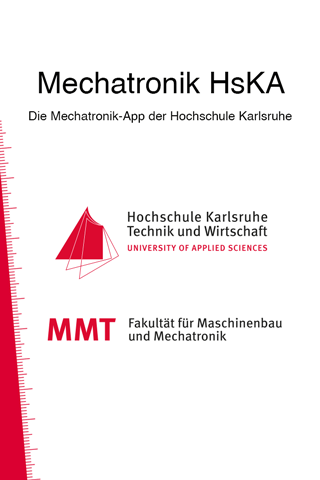 Mechatronik HsKA
Die Mechatronik-App der Hochschule Karlsruhe
Hochschule Karlsruhe
Technik und Wirtschaft
UNIVERSITY OF APPLIED SCIENCES
MMT Fakultät für Maschinenbau
und Mechatronik